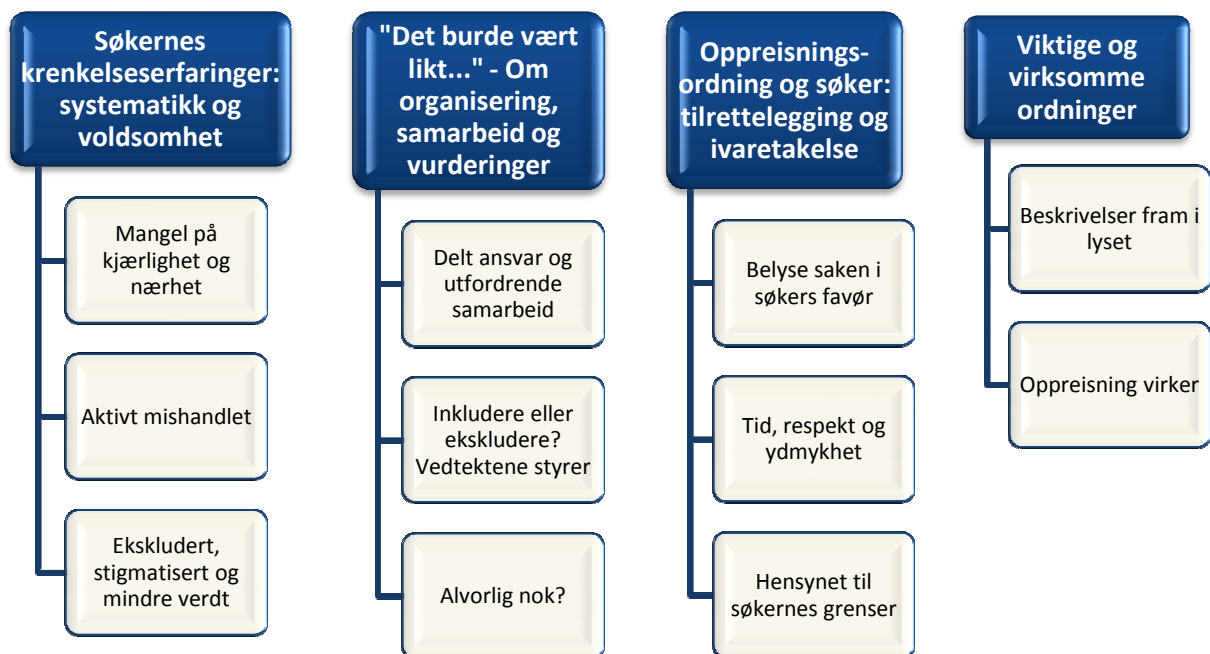 Søkernes
krenkelseserfaringer:
systematikk og
voldsomhet
Mangel på
kjærlighet og
nærhet
Aktivt mishandlet
Ekskludert,
stigmatisert og
mindre verdt
"Det burde vært
likt..." - Om
organisering,
samarbeid og
vurderinger
Delt ansvar og
utfordrende
samarbeid
Inkludere eller
ekskludere?
Vedtektene styrer
Alvorlig nok?
Oppreisnings-
ordning og søker:
tilrettelegging og
ivaretakelse
Belyse saken i
søkers favør
Tid, respekt og
ydmykhet
Hensynet til
søkernes grenser
Viktige og
virksomme
ordninger
Beskrivelser fram i
lyset
Oppreisning virker